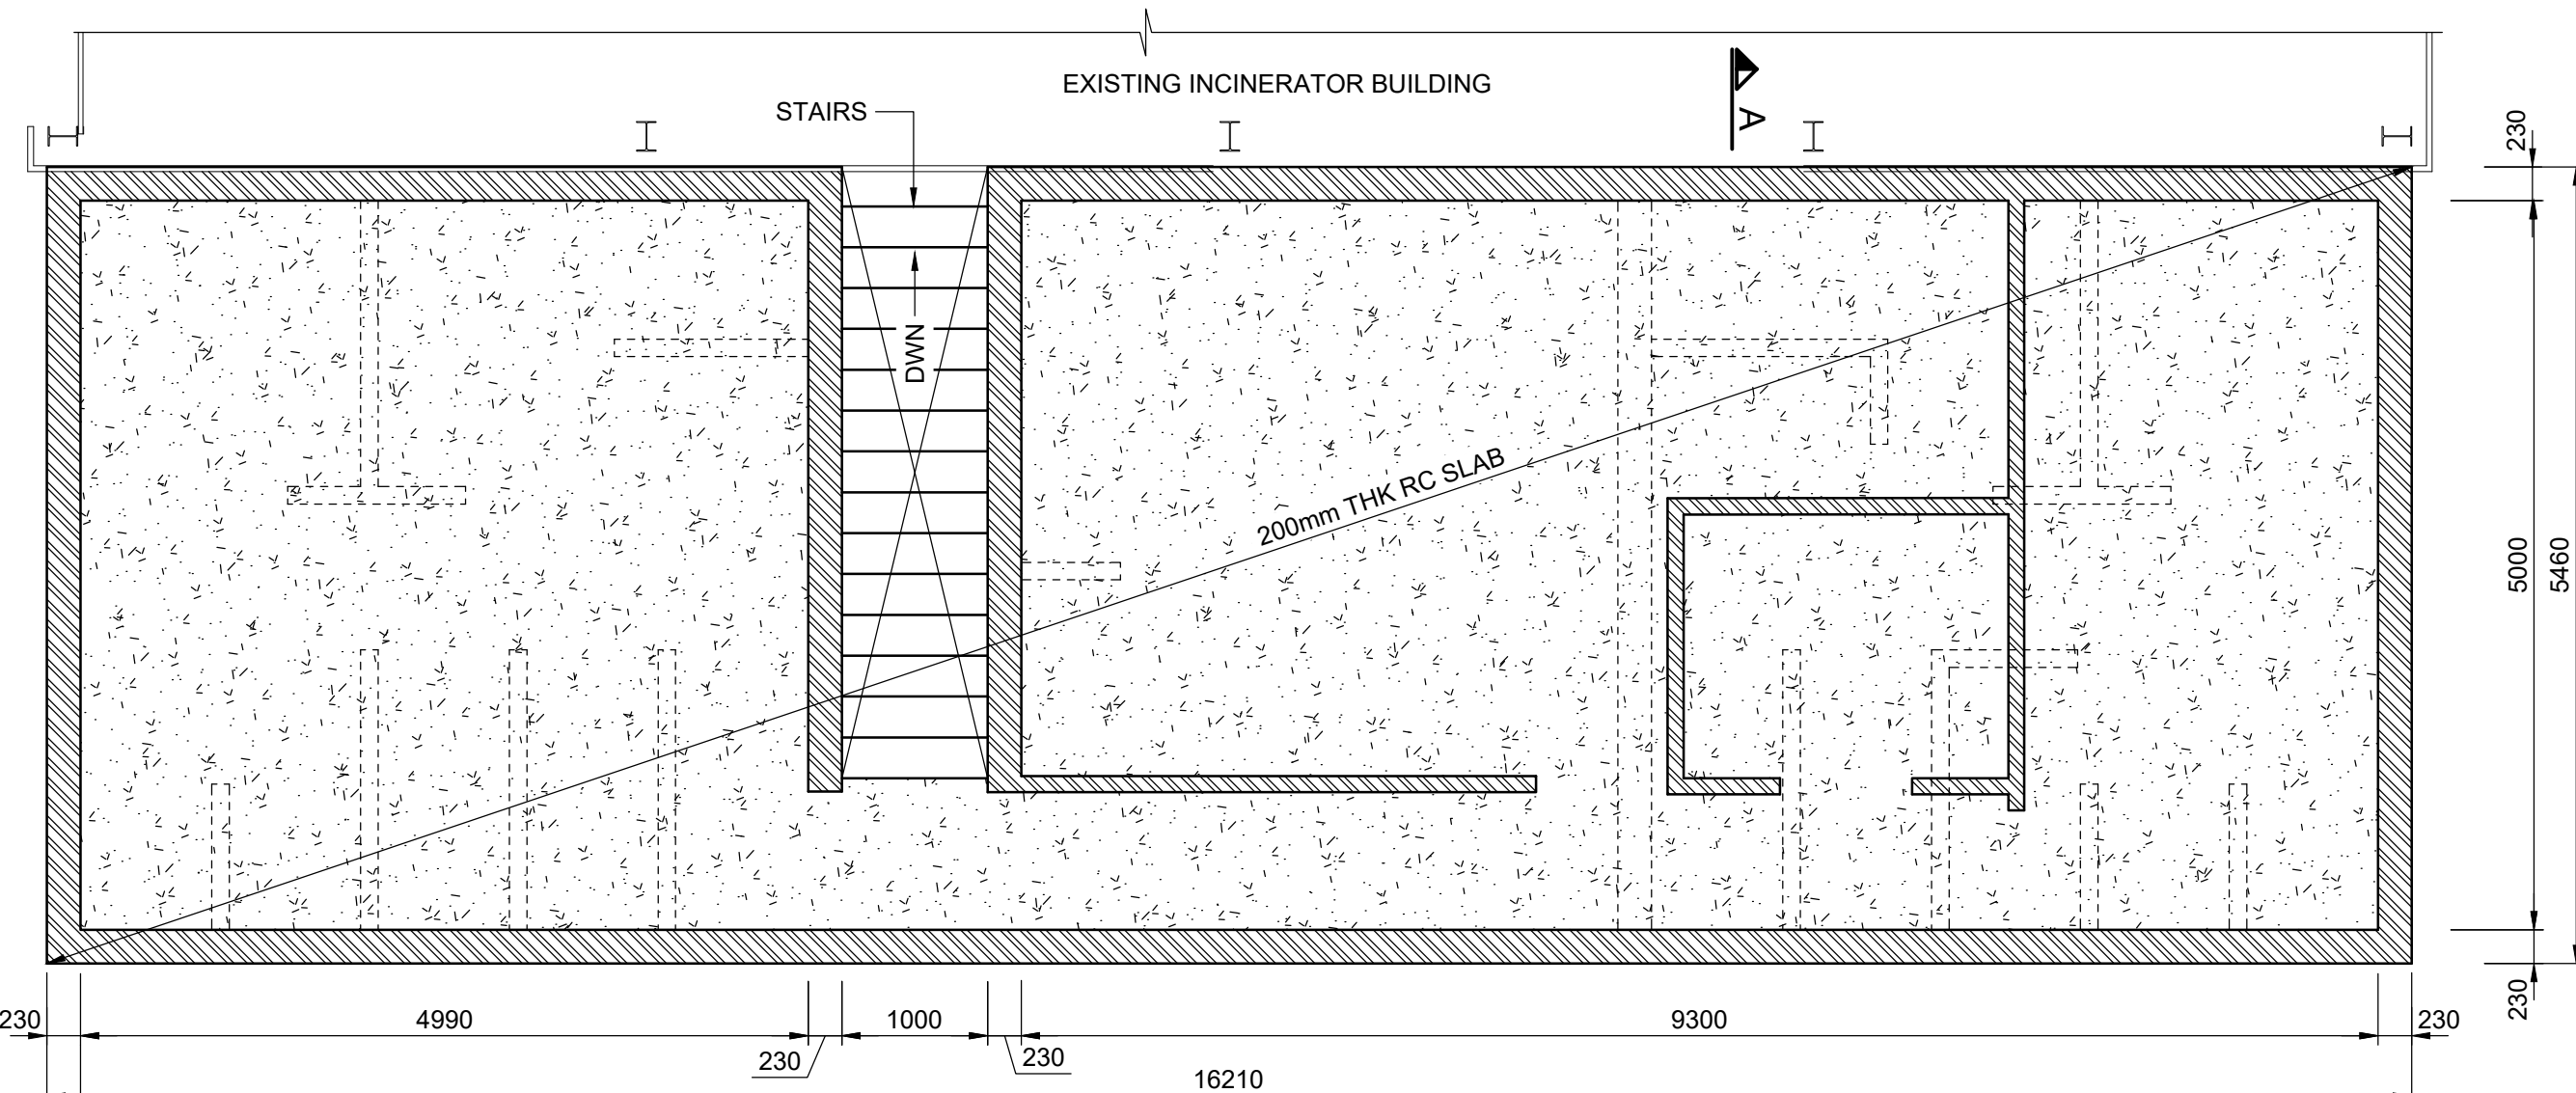 EXISTING INCINERATOR BUILDING
STAIRS
A
230
DWN
200mm THK RC SLAB
5000
5460
230
230
4990
1000
9300
230
230
230
16210